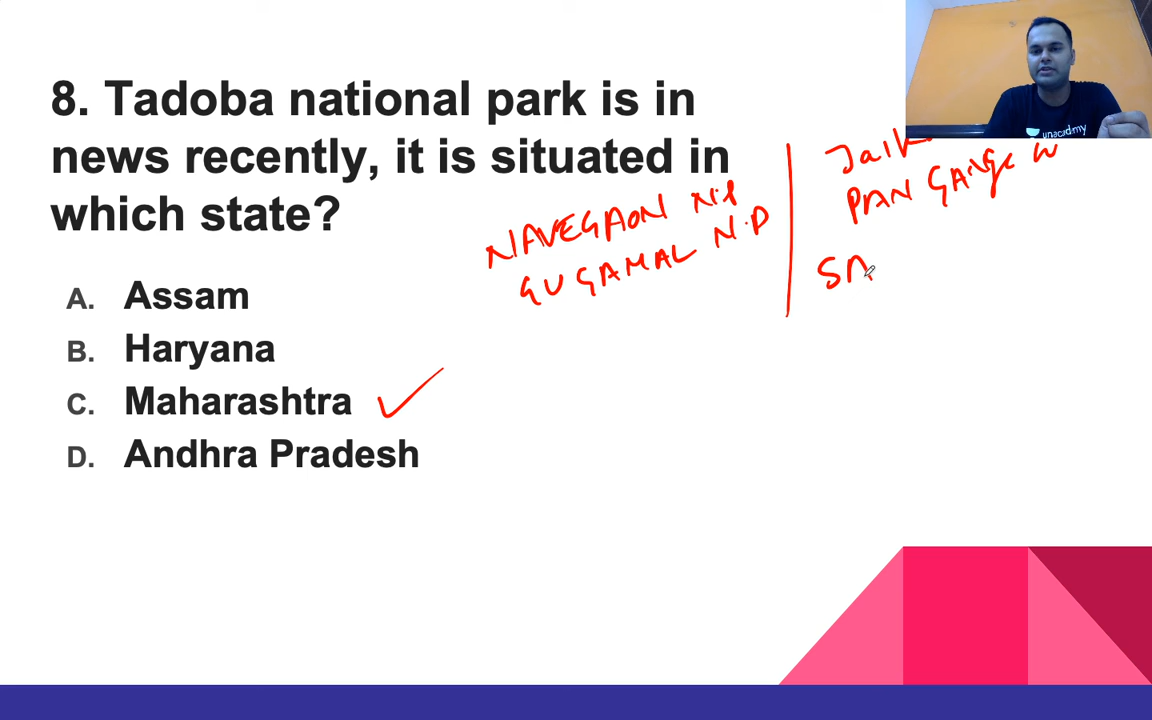 8. Tadoba national park is in
news recently, it is situated in
which state?
A. Assam
B. Haryana
C. Maharashtra
D. Andhra Pradesh
NAVEGAON N.P
GUGAMAL N.P
PAN GANGE W
unacademy